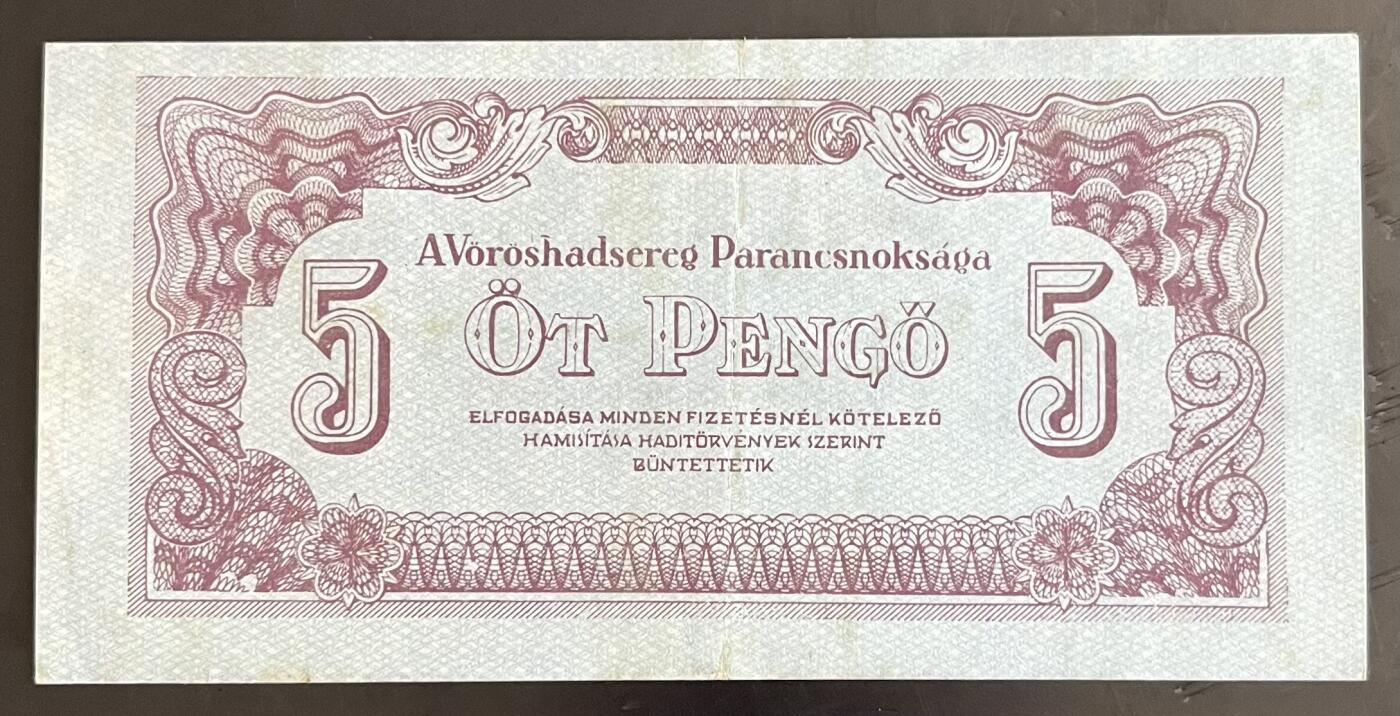 A Vöröshadsereg Parancsnoksága
5 Öt Pengő 5
ELFOGADÁSA MINDEN FIZETÉSNÉL KÖTELEZŐ
HAMISÍTÁSA HADITÖRVÉNYEK SZERINT
BÜNTETTETIK